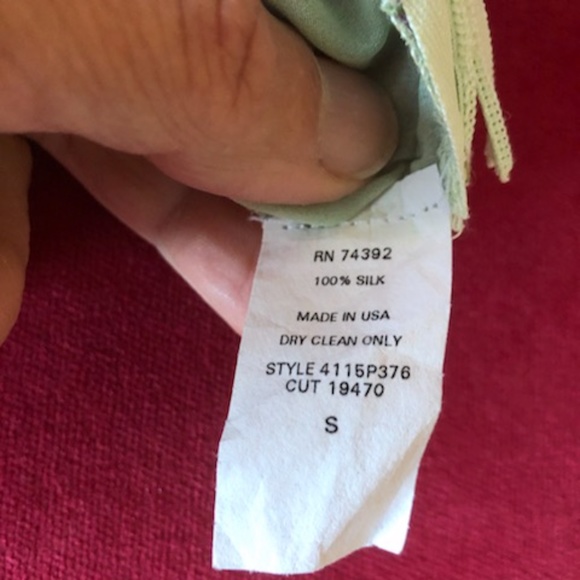 RN 74392
100% SILK
MADE IN USA
DRY CLEAN ONLY
STYLE 4115P376
CUT 19470
S